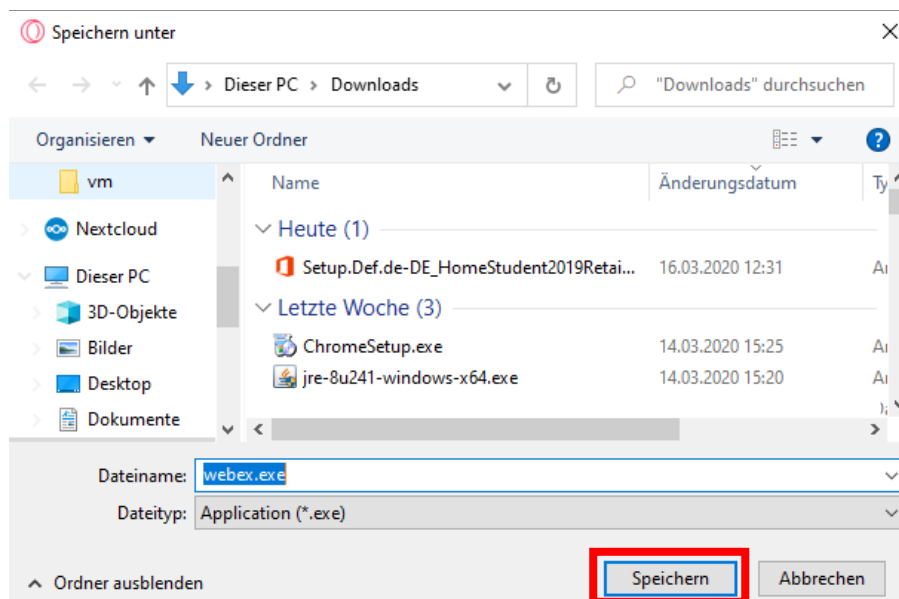 Speichern unter
Dieser PC > Downloads
"Downloads" durchsuchen
Organisieren
Neuer Ordner
?
vm
Nextcloud
Dieser PC
3D-Objekte
Bilder
Desktop
Dokumente
Name Änderungsdatum Ty
Heute (1)
Setup.Def.de-DE_HomeStudent2019Retai... 16.03.2020 12:31
Letzte Woche (3)
ChromeSetup.exe 14.03.2020 15:25
jre-8u241-windows-x64.exe 14.03.2020 15:20
Dateiname: webex.exe
Dateityp: Application (*.exe)
Ordner ausblenden
Speichern
Abbrechen